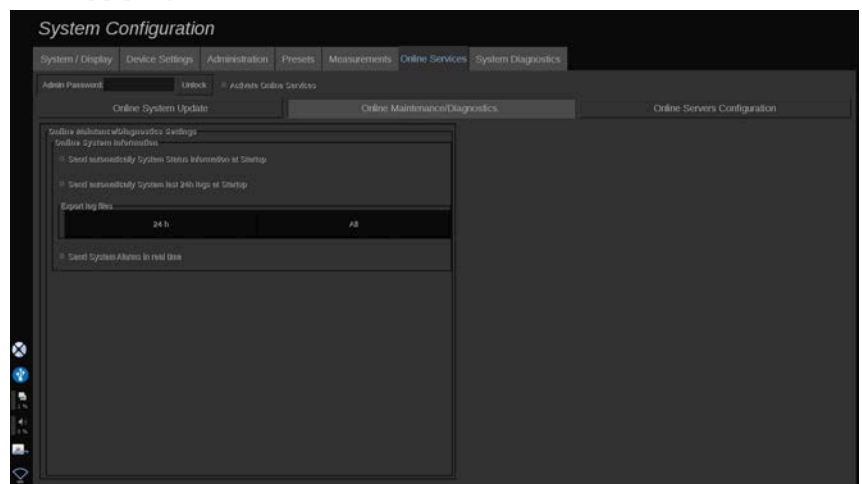 System Configuration
System / Display Device Settings Administration Presets Measurements Online Services System Diagnostics
Admin Password: Unlock Activate Online Services
Online System Update Online Maintenance/Diagnostics Online Servers Configuration
Online Maintenance/Diagnostics Settings
Online System Information
Send automatically System Status Information at Startup
Send automatically System last 24h logs at Startup
Export log files
24 h All
Send System Alarms in real time